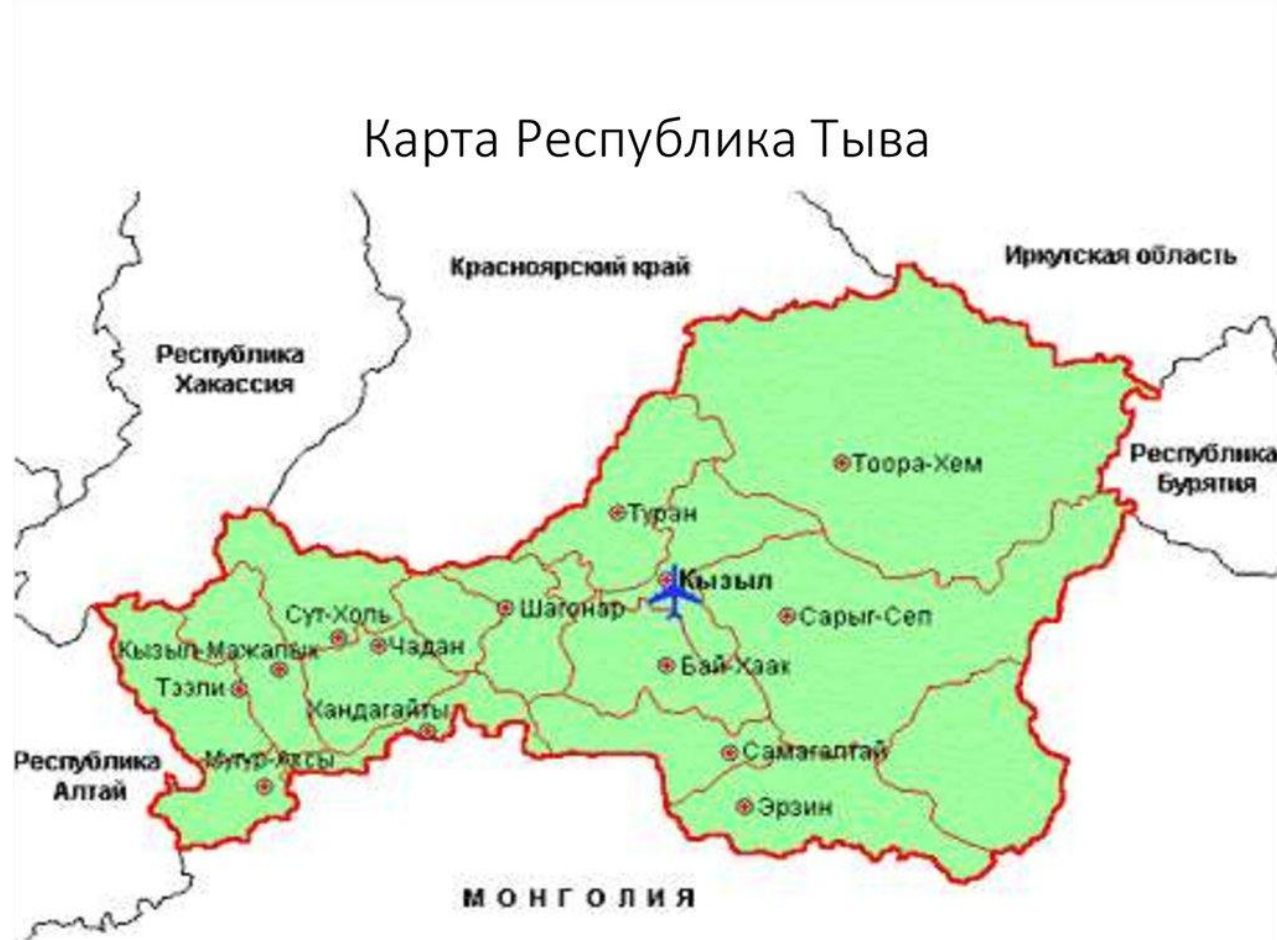 Карта Республика Тыва
Красноярский край
Иркутская область
Республика
Хакассия
Республика
Бурятия
Тоора-Хем
Туран
Кызыл
Шагонар
Сарыг-Сеп
Сут-Холь
Чадан
Кызыл-Мажалык
Бай-Хаак
Тээли
Хандагайты
Самагалтай
Мугур-Аксы
Республика
Алтай
Эрзин
МОНГОЛИЯ